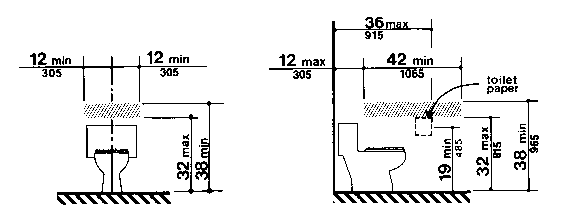 36 max
915
12 min
305
12 min
305
12 max
305
42 min
1065
toilet
paper
32 max
38 min
19 min
485
32 max
815
38 min
965